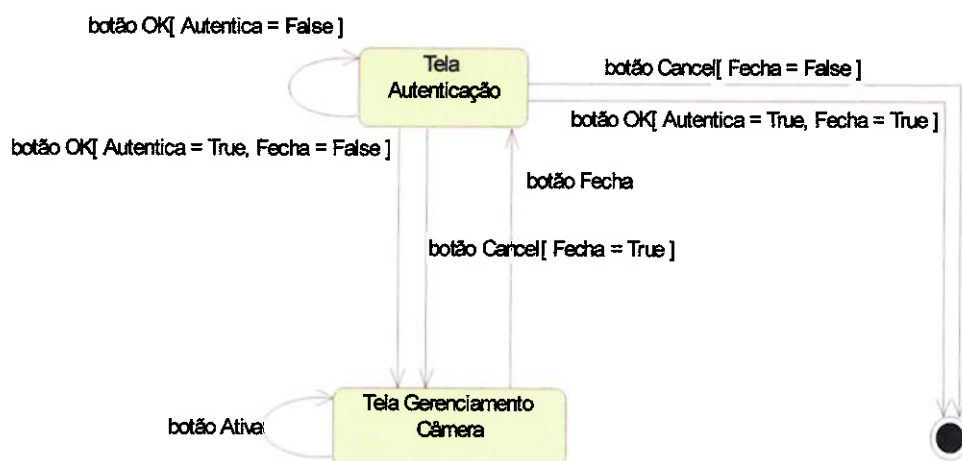 botão OK[ Autentica = False ]
Tela
Autenticação
botão Cancel[ Fecha = False ]
botão OK[ Autentica = True, Fecha = True ]
botão OK[ Autentica = True, Fecha = False ]
botão Fecha
botão Cancel[ Fecha = True ]
Tela Gerenciamento
Câmera
botão Ativa